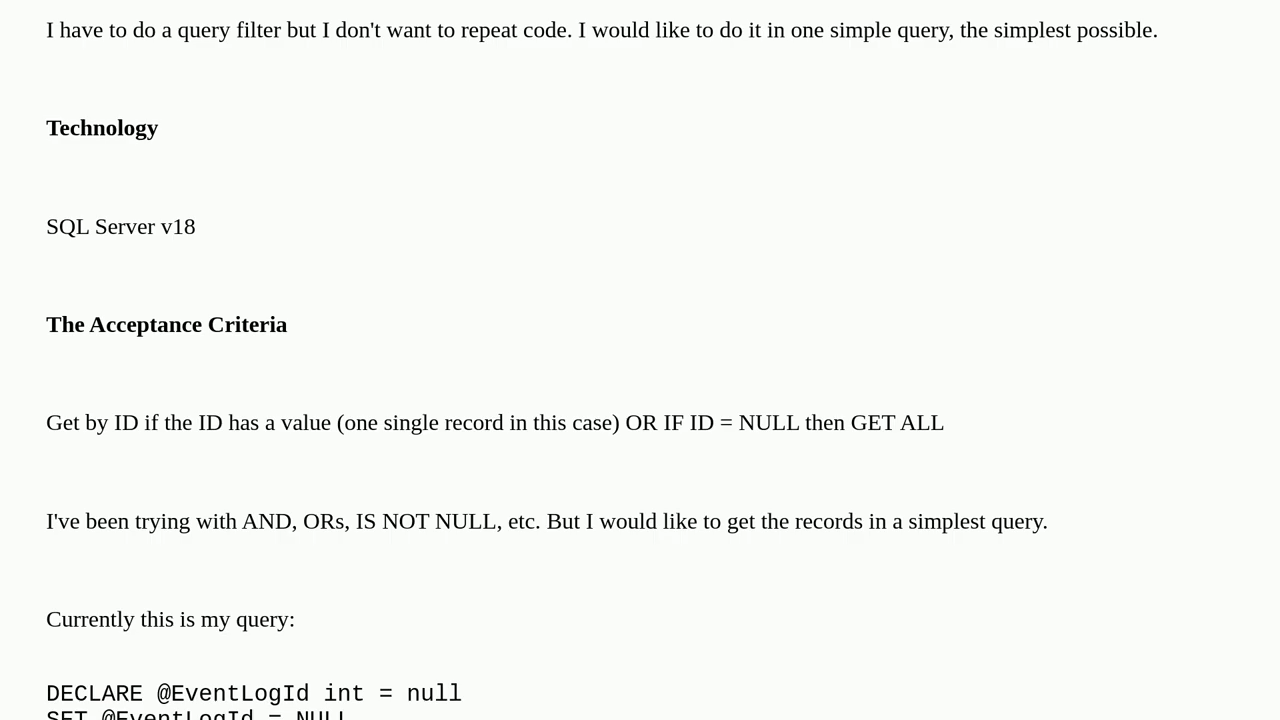 I have to do a query filter but I don't want to repeat code. I would like to do it in one simple query, the simplest possible.
Technology
SQL Server v18
The Acceptance Criteria
Get by ID if the ID has a value (one single record in this case) OR IF ID = NULL then GET ALL
I've been trying with AND, ORs, IS NOT NULL, etc. But I would like to get the records in a simplest query.
Currently this is my query:
DECLARE @EventLogId int = null
SET @EventLogId = NULL